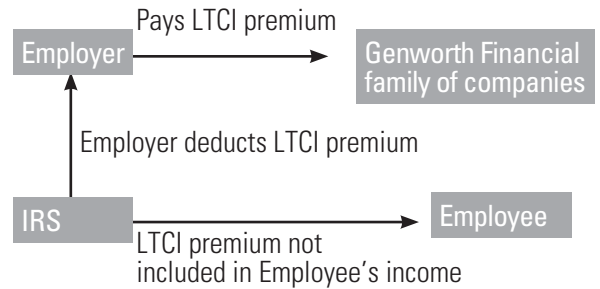 Pays LTCI premium
Employer
Genworth Financial
family of companies
Employer deducts LTCI premium
IRS
Employee
LTCI premium not
included in Employee's income